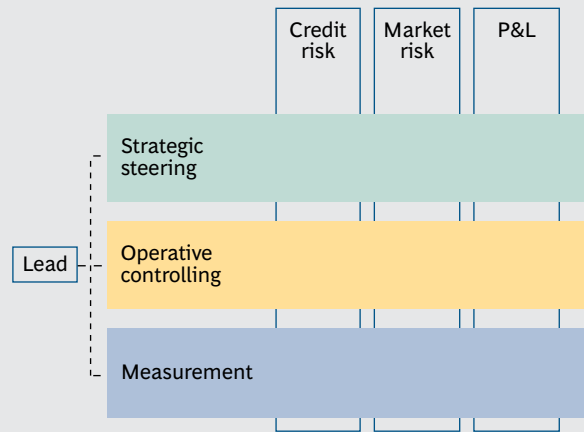 Credit
risk
Market
risk
P&L
Strategic
steering
Lead
Operative
controlling
Measurement